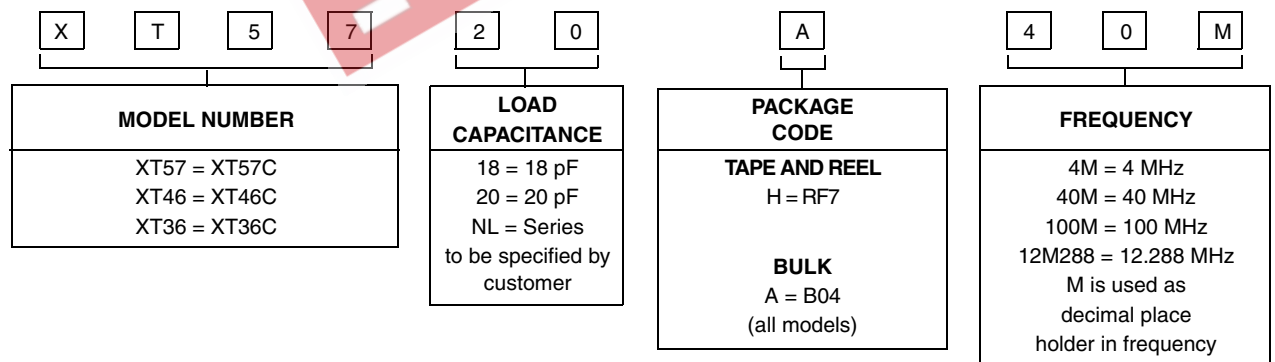 X T 5 7 2 0 A 4 0 M
MODEL NUMBER
XT57 = XT57C
XT46 = XT46C
XT36 = XT36C
LOAD
CAPACITANCE
18 = 18 pF
20 = 20 pF
NL = Series
to be specified by
customer
PACKAGE
CODE
TAPE AND REEL
H = RF7
BULK
A = B04
(all models)
FREQUENCY
4M = 4 MHz
40M = 40 MHz
100M = 100 MHz
12M288 = 12.288 MHz
M is used as
decimal place
holder in frequency